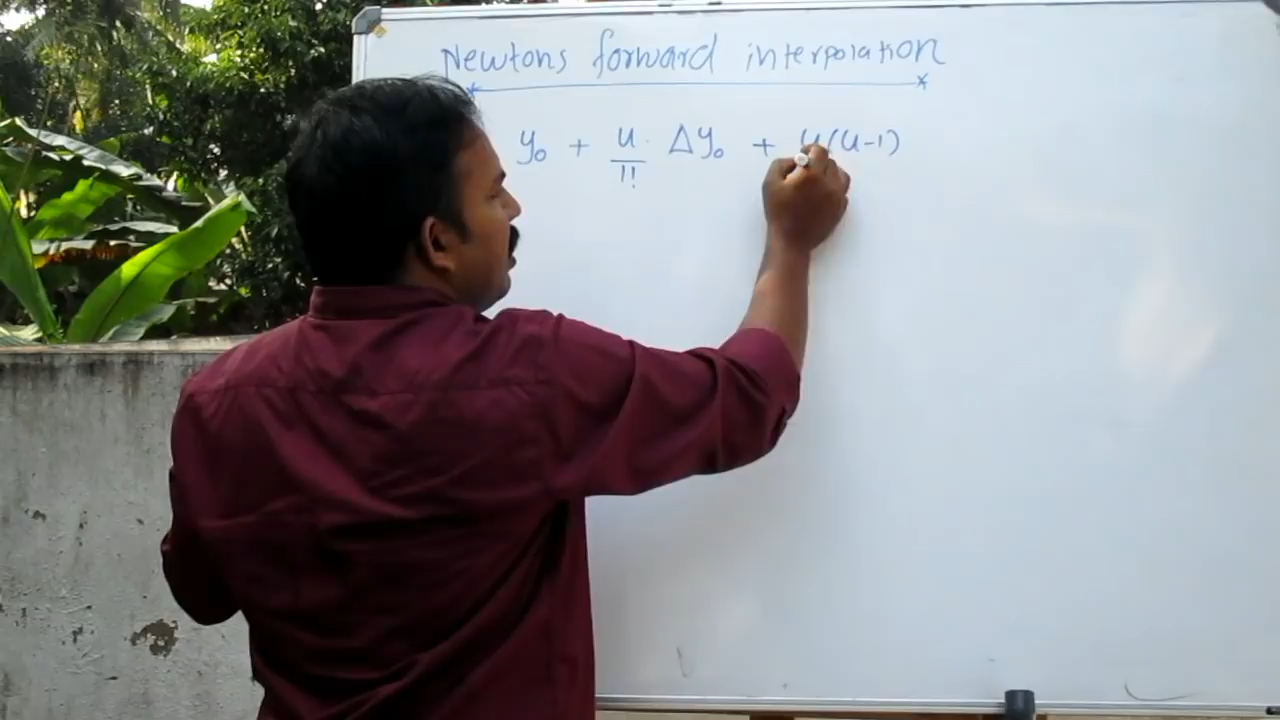 Newtons forward interpolation
y₀ + u/1! · Δy₀ + u(u-1)